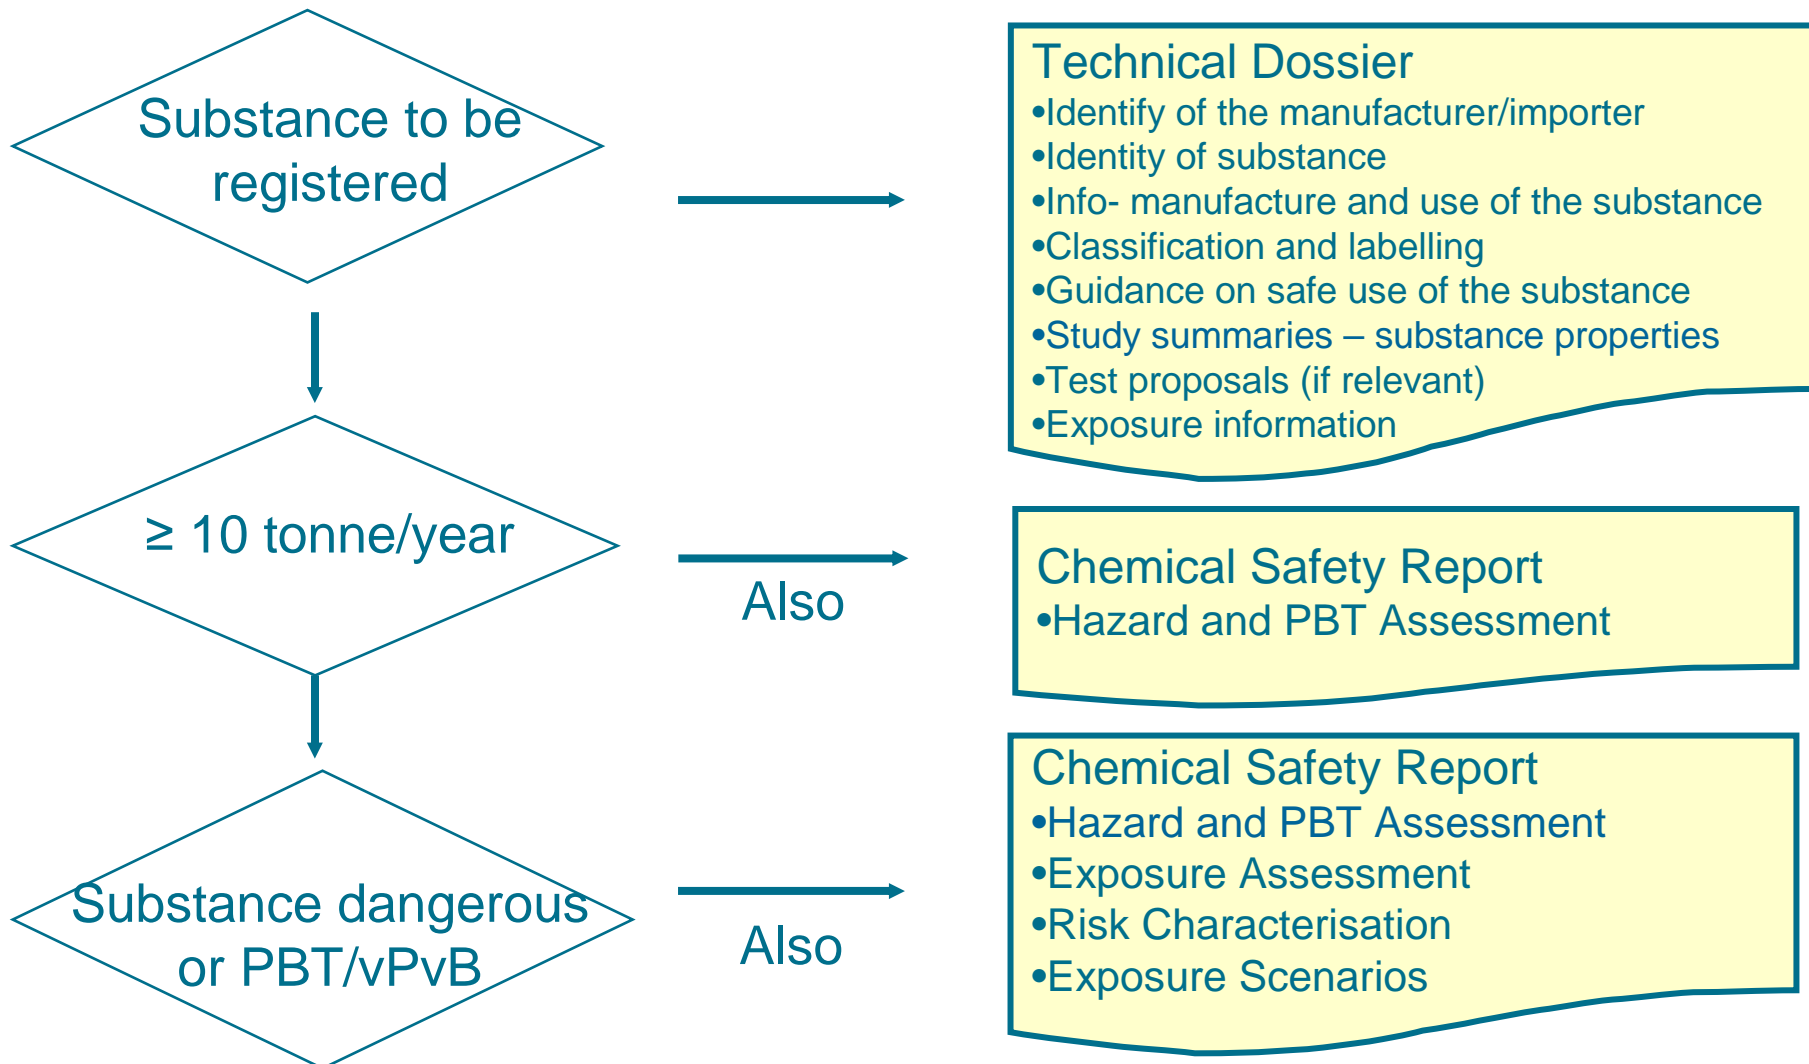 Substance to be
registered
Technical Dossier
•Identify of the manufacturer/importer
•Identity of substance
•Info- manufacture and use of the substance
•Classification and labelling
•Guidance on safe use of the substance
•Study summaries – substance properties
•Test proposals (if relevant)
•Exposure information
≥ 10 tonne/year
Also
Chemical Safety Report
•Hazard and PBT Assessment
Substance dangerous
or PBT/vPvB
Also
Chemical Safety Report
•Hazard and PBT Assessment
•Exposure Assessment
•Risk Characterisation
•Exposure Scenarios